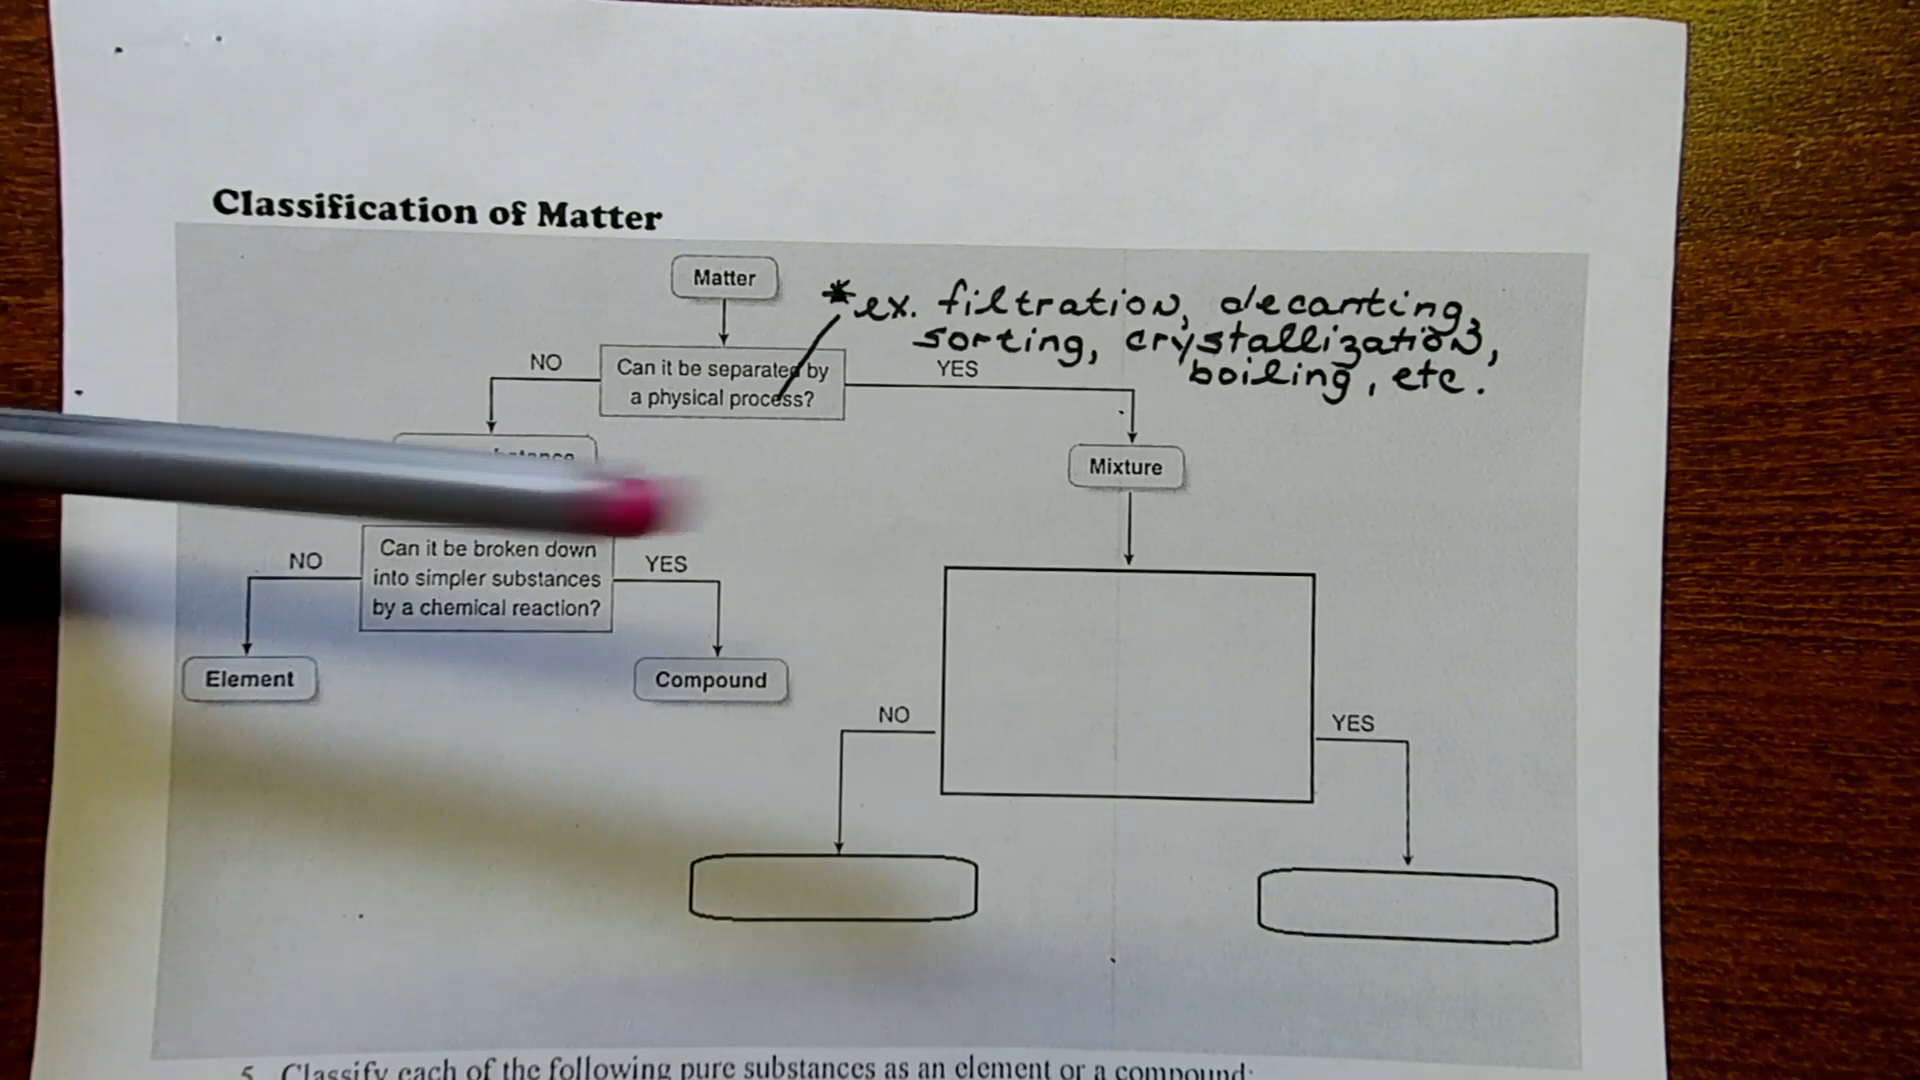 Classification of Matter
Matter
*ex. filtration, decanting,
sorting, crystallization,
boiling, etc.
NO
Can it be separated by
a physical process?
YES
Mixture
NO
Can it be broken down
into simpler substances
by a chemical reaction?
YES
Element
Compound
NO
YES
5. Classify each of the following pure substances as an element or a compound: